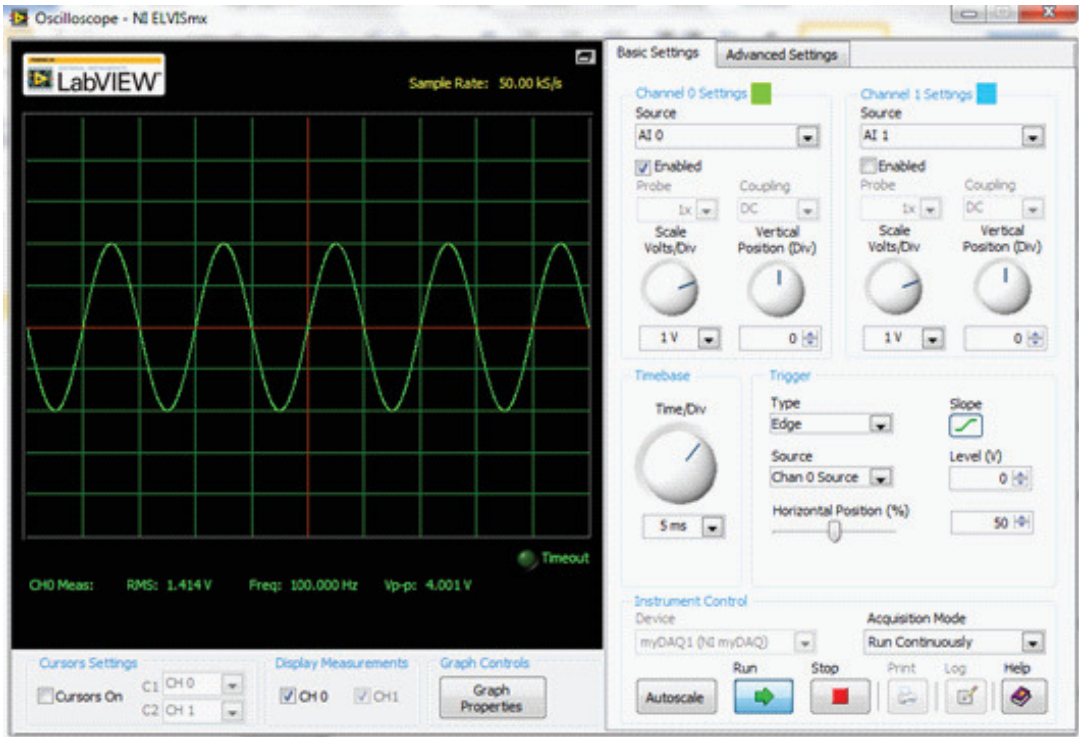 Oscilloscope - NI ELVISmx
LabVIEW
Sample Rate: 50.00 kS/s
Timeout
CH0 Meas: RMS: 1.414 V Freq: 100.000 Hz Vp-p: 4.001 V
Cursors Settings
Cursors On
C1 CH 0
C2 CH 1
Display Measurements
CH 0 CH1
Graph Controls
Graph
Properties
Basic Settings Advanced Settings
Channel 0 Settings
Source
AI 0
Enabled
Probe Coupling
1x DC
Scale Vertical
Volts/Div Position (Div)
1 V 0
Channel 1 Settings
Source
AI 1
Enabled
Probe Coupling
1x DC
Scale Vertical
Volts/Div Position (Div)
1 V 0
Timebase
Time/Div
5 ms
Trigger
Type Slope
Edge
Source Level (V)
Chan 0 Source 0
Horizontal Position (%)
50
Instrument Control
Device Acquisition Mode
myDAQ1 (NI myDAQ) Run Continuously
Run Stop Print Log Help
Autoscale